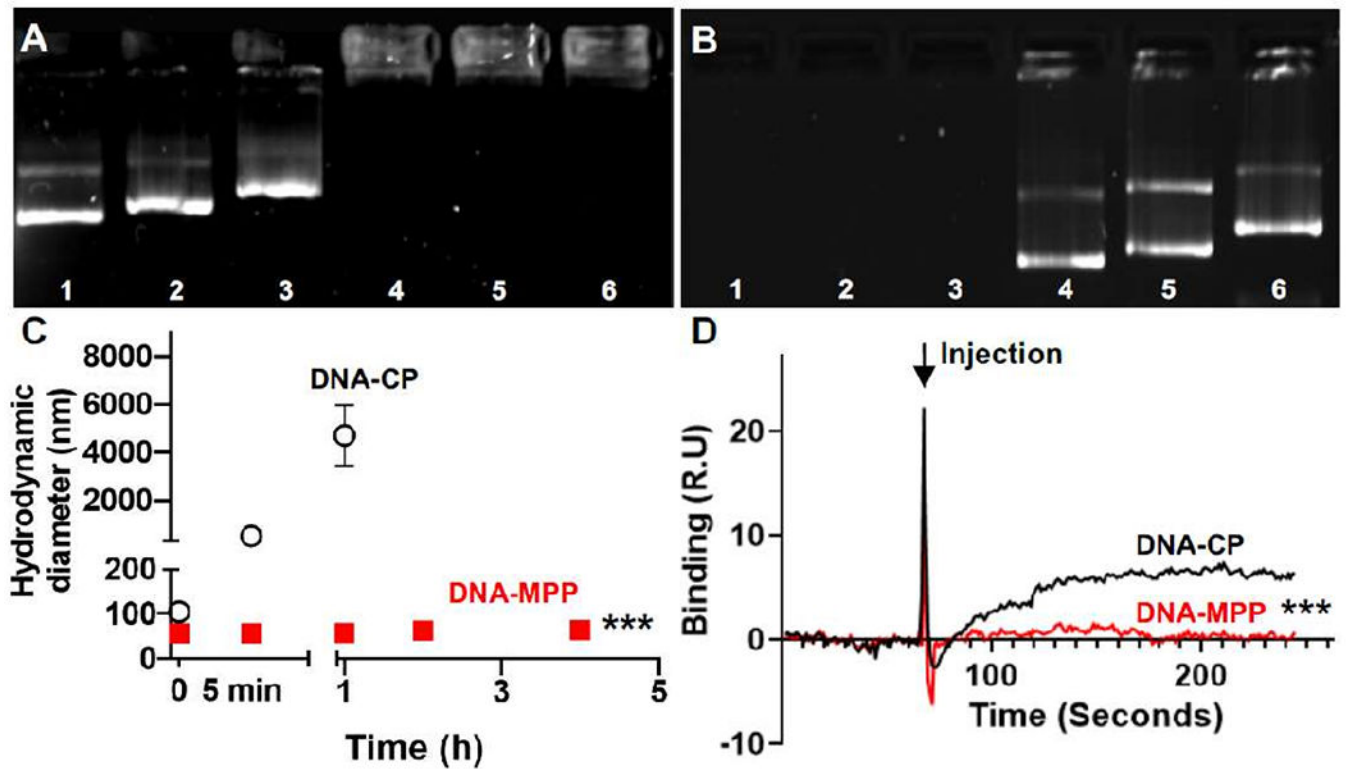 A
1 2 3 4 5 6
B
1 2 3 4 5 6
C
Hydrodynamic
diameter (nm)
8000
6000
4000
2000
200
100
0
DNA-CP
DNA-MPP ***
0 5 min 1 3 5
Time (h)
D
Injection
Binding (R.U)
20
10
0
-10
DNA-CP
DNA-MPP ***
100 200
Time (Seconds)